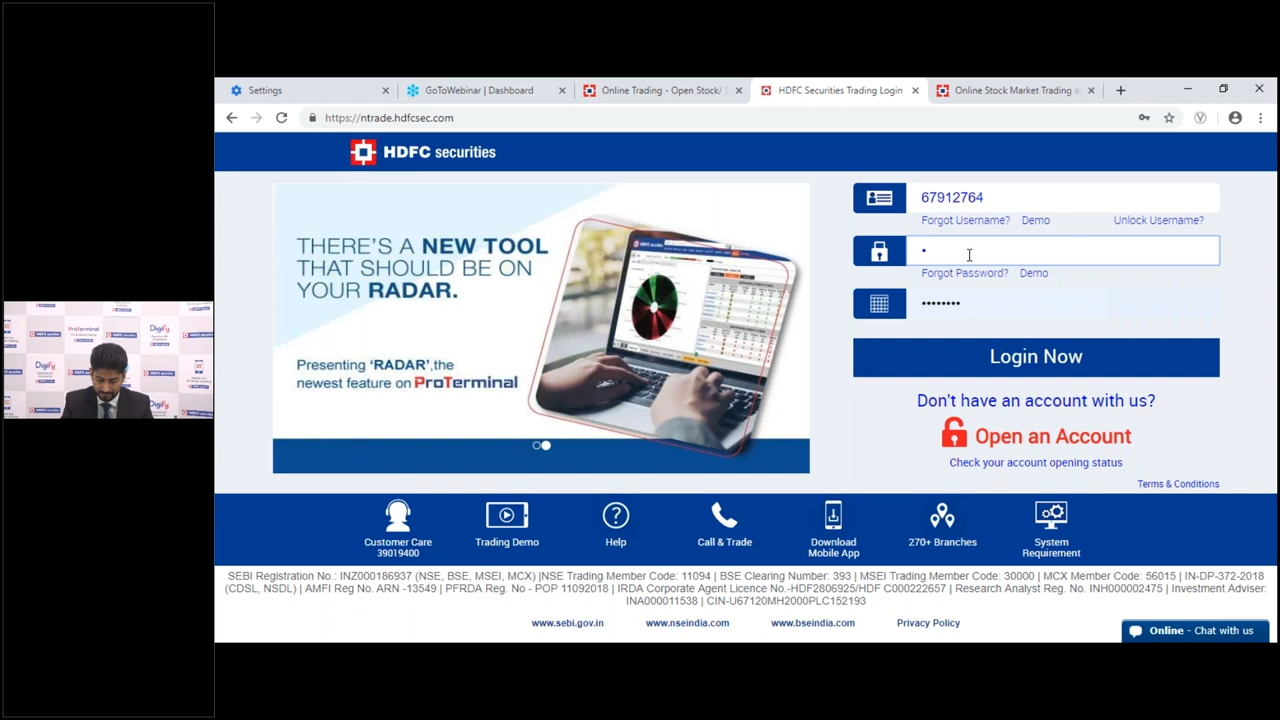 Settings
GoToWebinar | Dashboard
Online Trading - Open Stock/
HDFC Securities Trading Login
Online Stock Market Trading a
https://ntrade.hdfcsec.com
HDFC securities
THERE'S A NEW TOOL
THAT SHOULD BE ON
YOUR RADAR.
Presenting 'RADAR',the
newest feature on ProTerminal
67912764
Forgot Username? Demo Unlock Username?
•
Forgot Password? Demo
••••••••
Login Now
Don't have an account with us?
Open an Account
Check your account opening status
Terms & Conditions
Customer Care
39019400
Trading Demo
Help
Call & Trade
Download
Mobile App
270+ Branches
System
Requirement
SEBI Registration No.: INZ000186937 (NSE, BSE, MSEI, MCX) |NSE Trading Member Code: 11094 | BSE Clearing Number: 393 | MSEI Trading Member Code: 30000 | MCX Member Code: 56015 | IN-DP-372-2018
(CDSL, NSDL) | AMFI Reg No. ARN -13549 | PFRDA Reg. No - POP 11092018 | IRDA Corporate Agent Licence No.-HDF2806925/HDF C000222657 | Research Analyst Reg. No. INH000002475 | Investment Adviser:
INA000011538 | CIN-U67120MH2000PLC152193
www.sebi.gov.in www.nseindia.com www.bseindia.com Privacy Policy
Online - Chat with us
ProTerminal
Digify
Digify